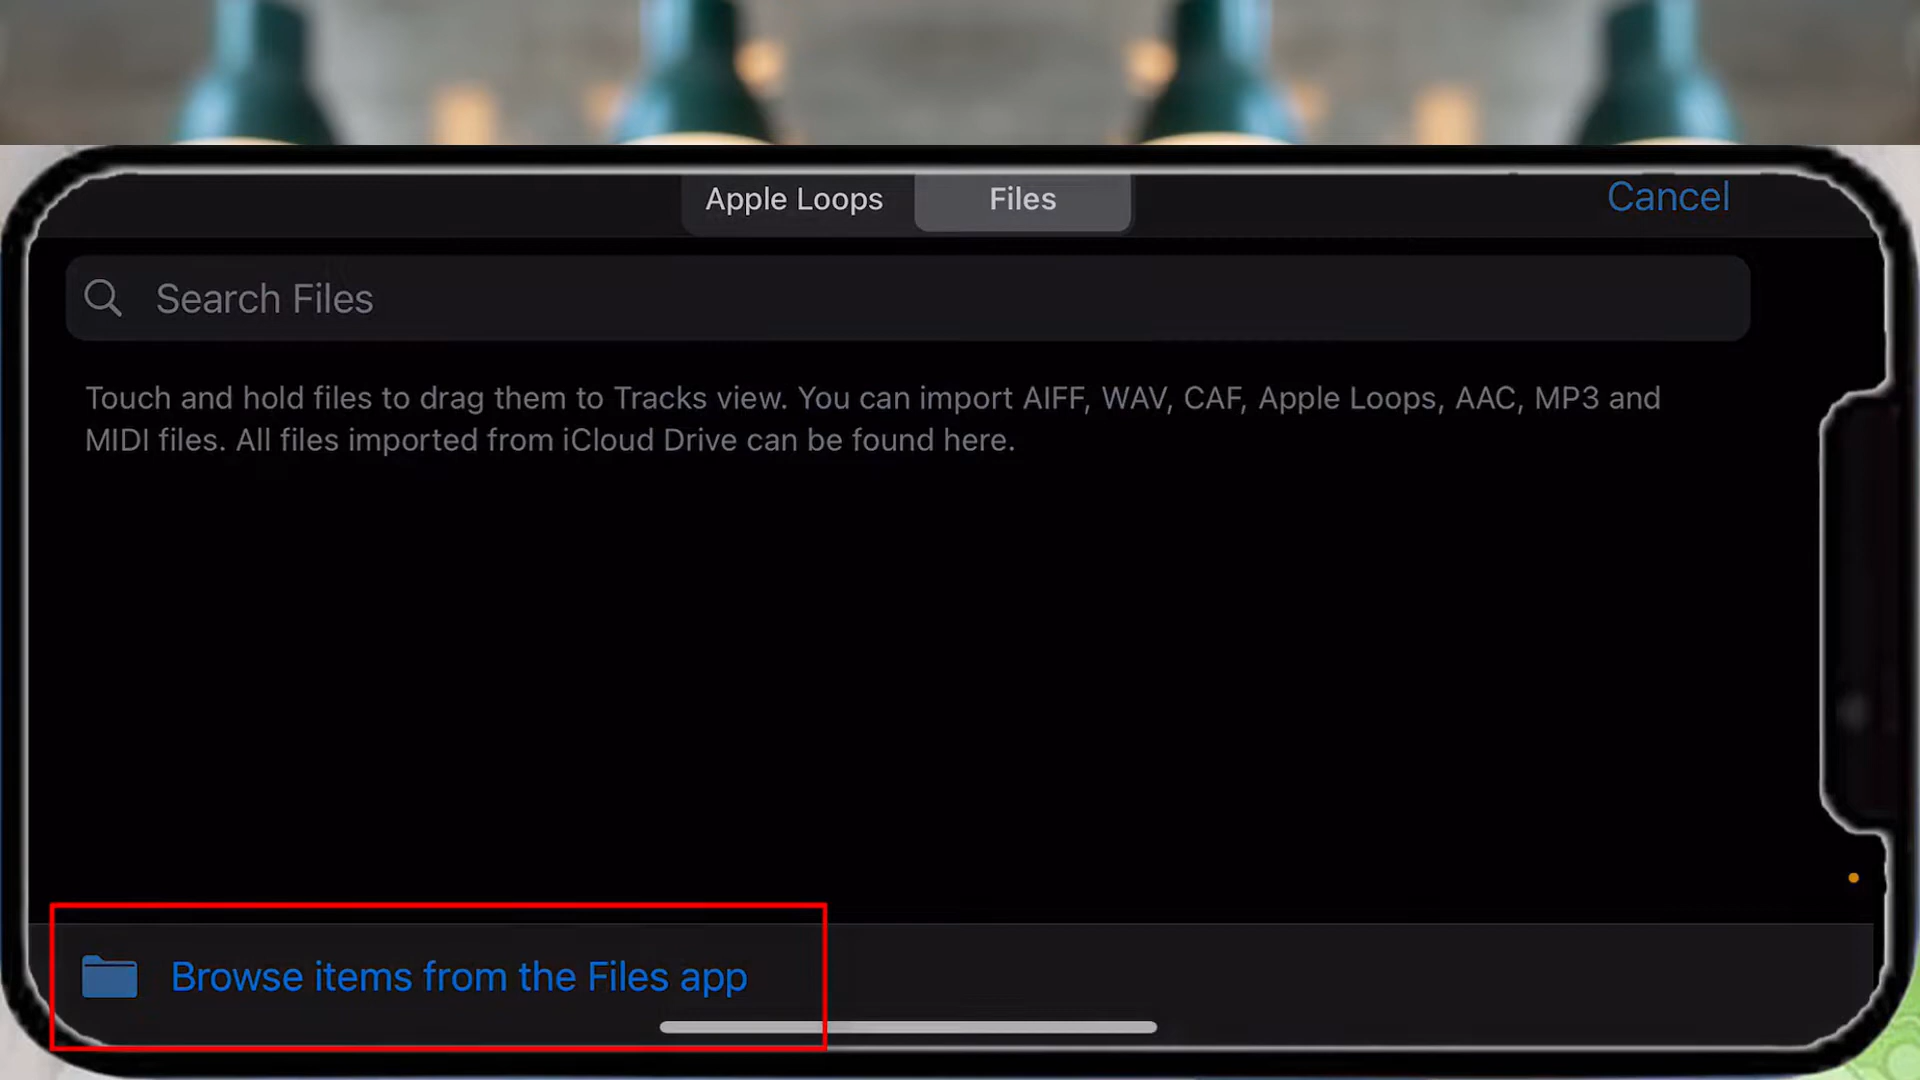 Apple Loops
Files
Cancel
Search Files
Touch and hold files to drag them to Tracks view. You can import AIFF, WAV, CAF, Apple Loops, AAC, MP3 and
MIDI files. All files imported from iCloud Drive can be found here.
Browse items from the Files app